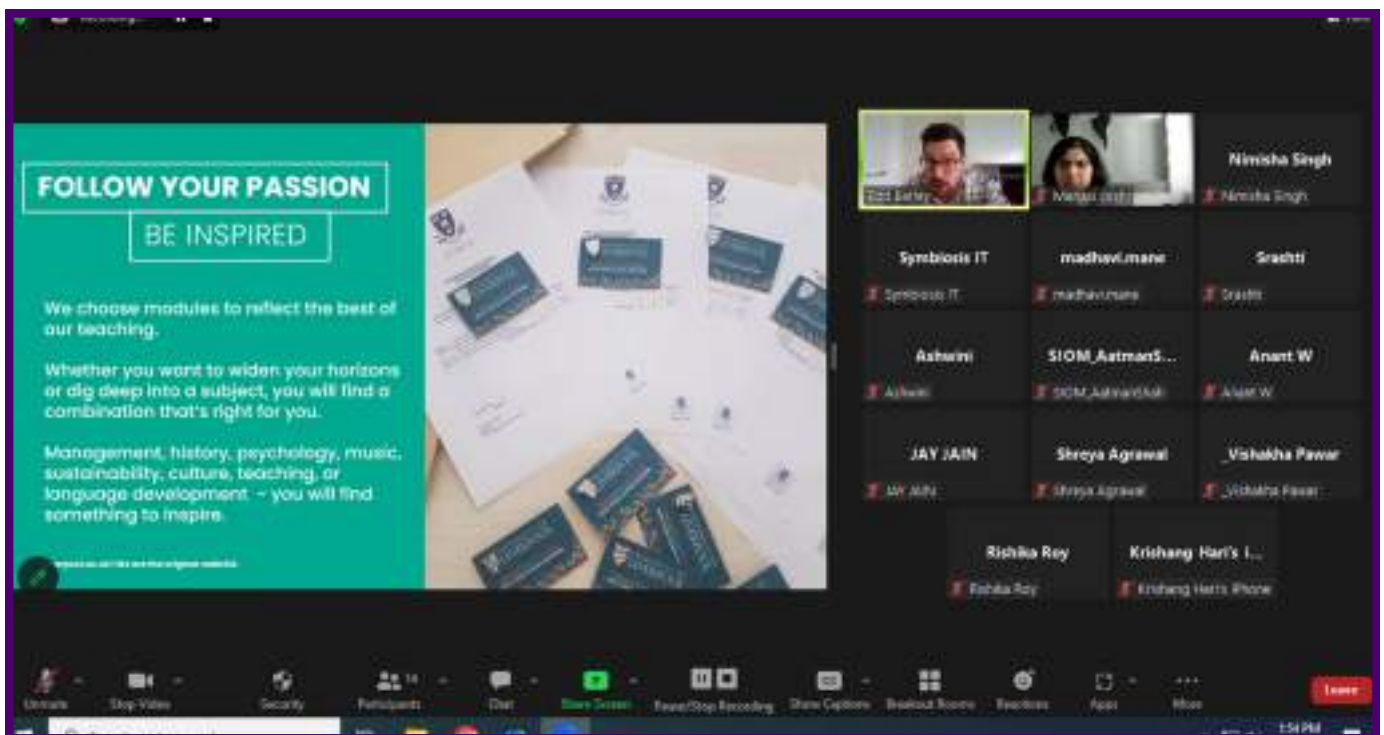 FOLLOW YOUR PASSION
BE INSPIRED
We choose modules to reflect the best of
our teaching.
Whether you want to widen your horizons
or dig deep into a subject, you will find a
combination that's right for you.
Management, history, psychology, music,
sustainability, culture, teaching, or
language development – you will find
something to inspire.
Nimisha Singh
Nimisha Singh
Symbiosis IT
madhavi.mane
Srashti
Symbiosis IT
madhavi.mane
Srashti
Ashwini
SIOM_AatmanS...
Anant W
Ashwini
SIOM_AatmanShah
Anant W
JAY JAIN
Shreya Agrawal
_Vishakha Pawar
JAY JAIN
Shreya Agrawal
_Vishakha Pawar
Rishika Roy
Krishang Hari's i...
Rishika Roy
Krishang Hari's iPhone
Unmute
Stop Video
Security
Participants
14
Chat
Share Screen
Pause/Stop Recording
Show Captions
Breakout Rooms
Reactions
Apps
More
Leave
1:54 PM